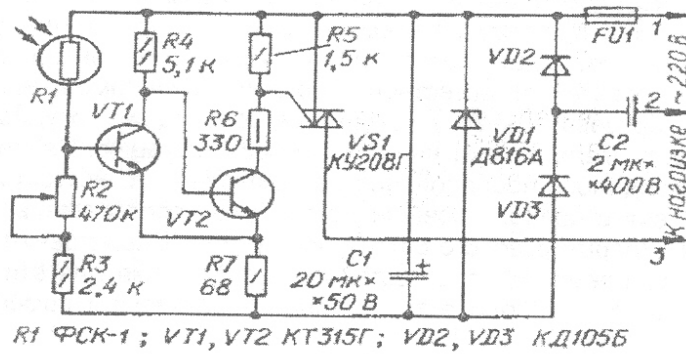 R1
R4
5,1 к
VT1
R2
470к
R3
2,4 к
R5
1,5 к
R6
330
VT2
R7
68
VS1
КУ208Г
C1
20 мк×
×50 В
+
VD1
Д816А
VD2
VD3
FU1
C2
2 мк×
×400 В
1
2
3
К нагрузке ~220 В
R1 ФСК-1 ; VT1, VT2 КТ315Г ; VD2, VD3 КД105Б